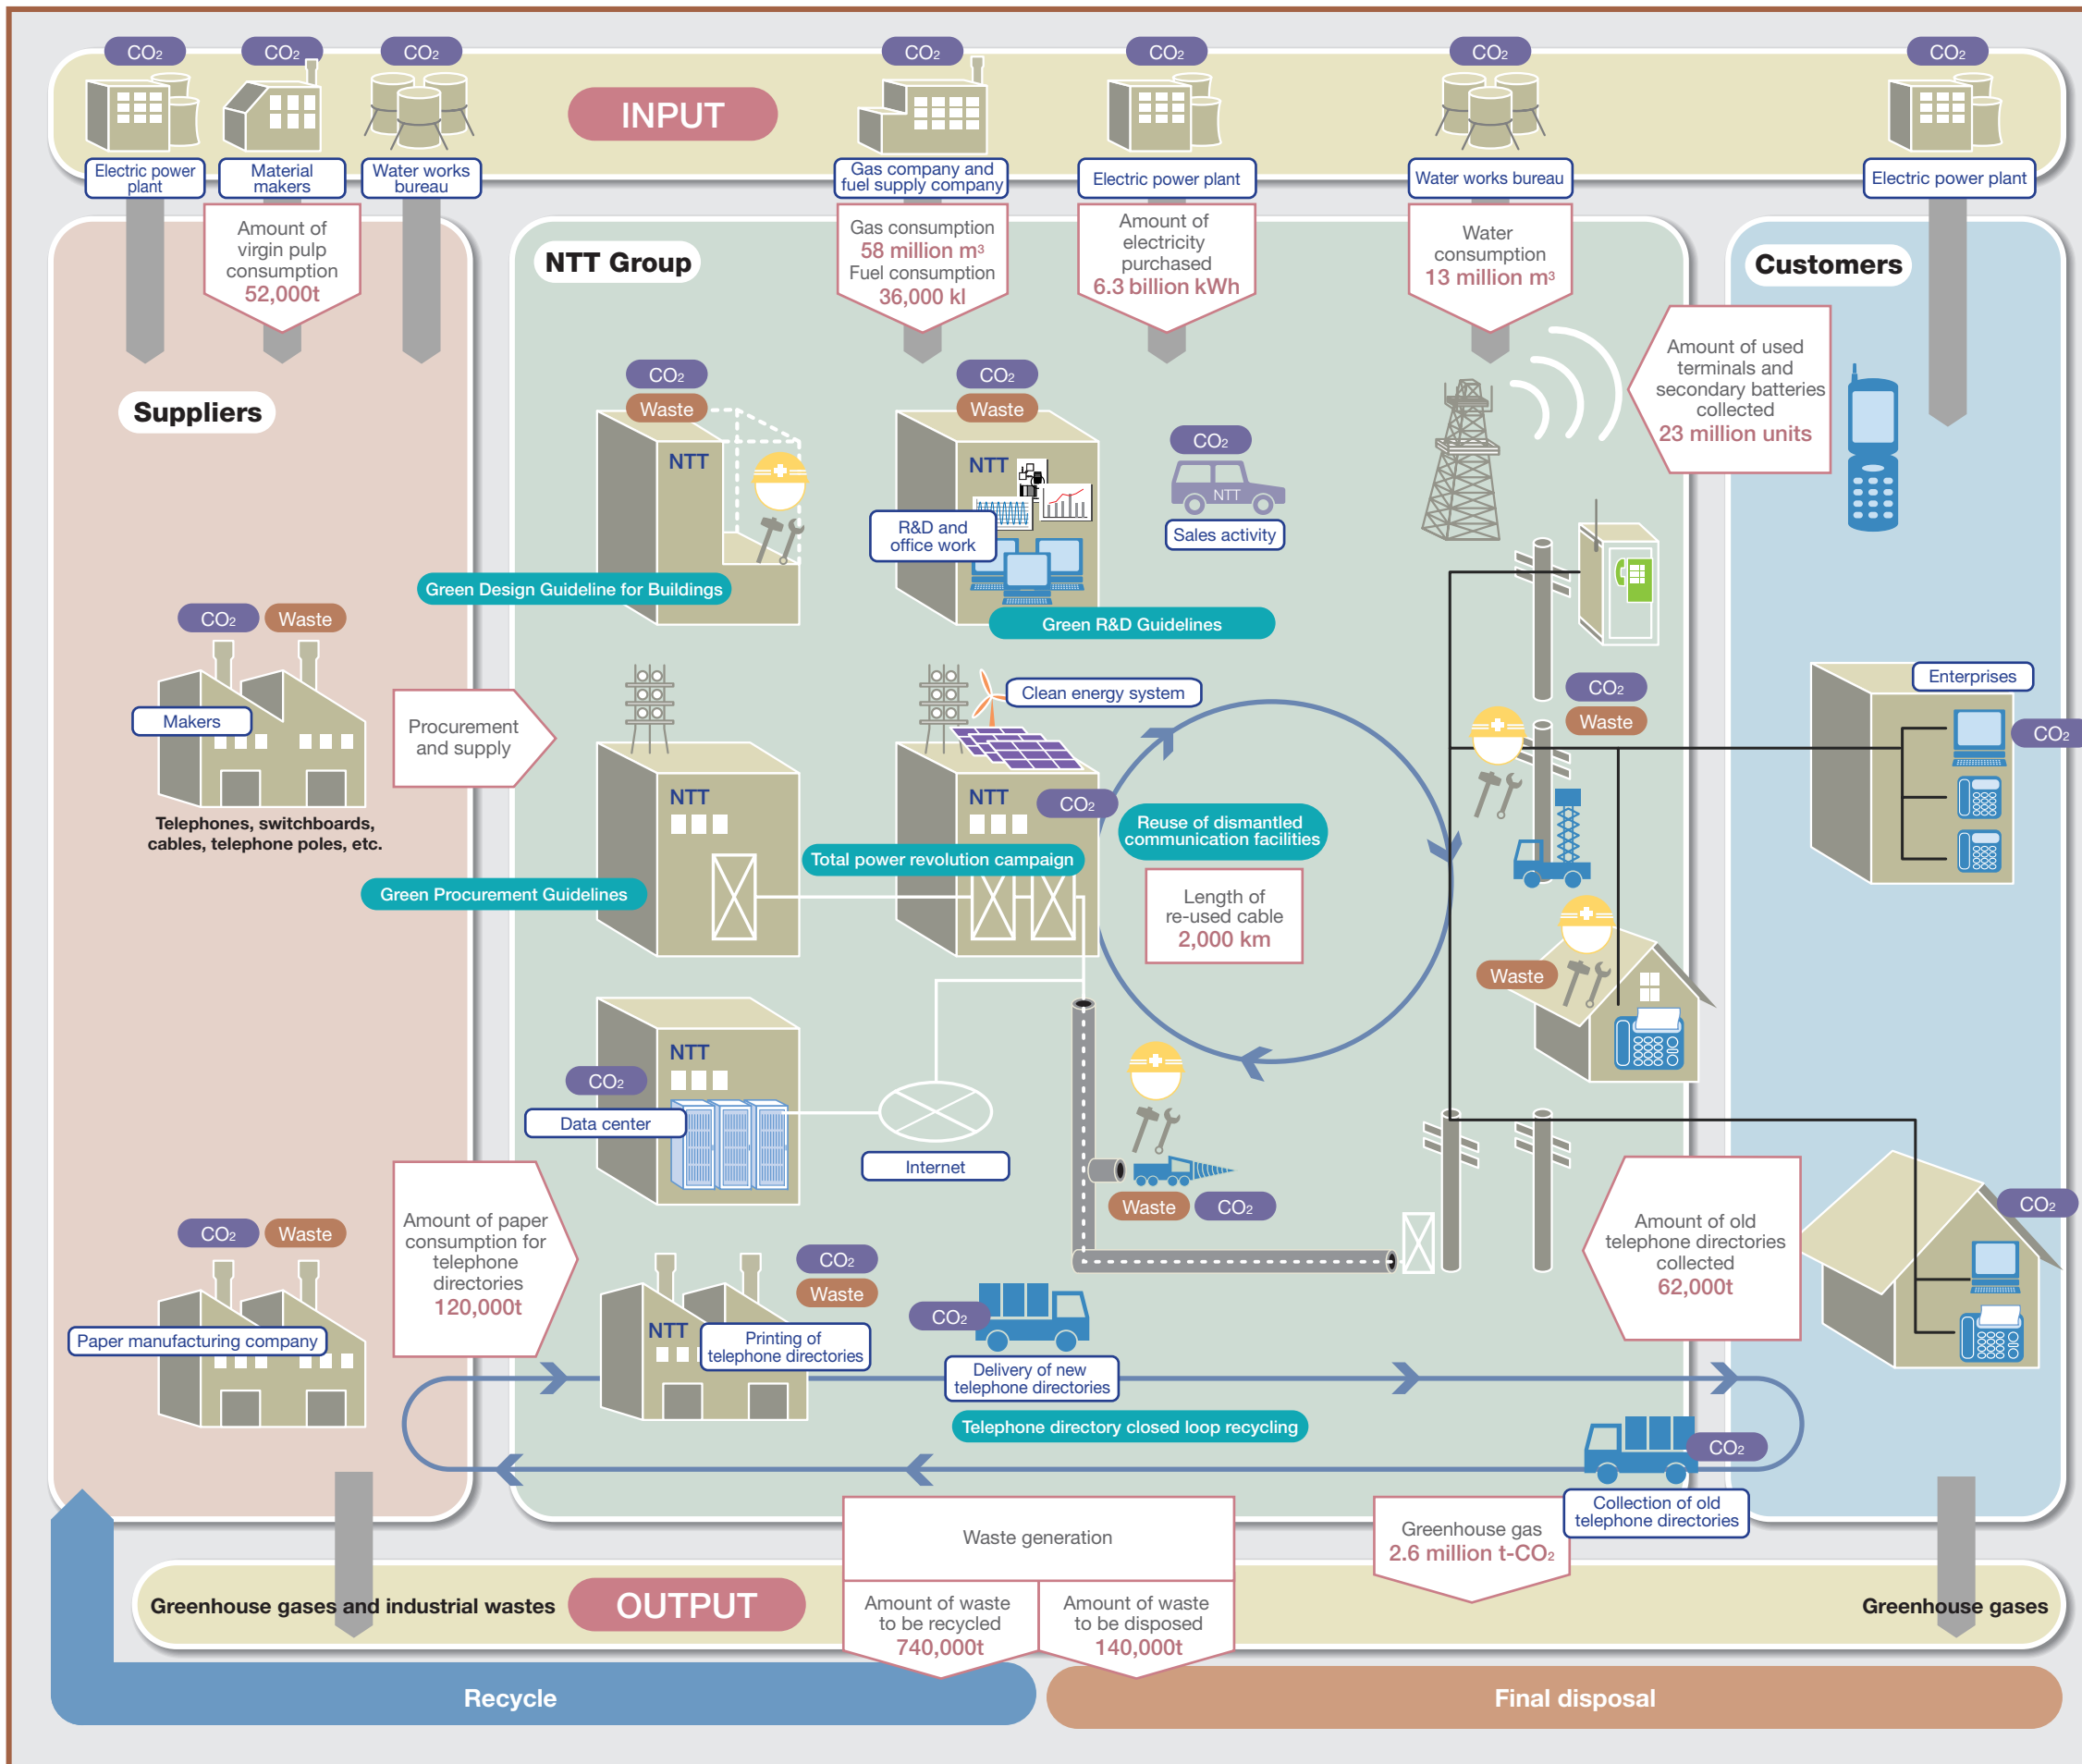 CO2
CO2
CO2
CO2
CO2
CO2
CO2
INPUT
Electric power
plant
Material
makers
Water works
bureau
Gas company and
fuel supply company
Electric power plant
Water works bureau
Electric power plant
Amount of
virgin pulp
consumption
52,000t
NTT Group
Gas consumption
58 million m3
Fuel consumption
36,000 kl
Amount of
electricity
purchased
6.3 billion kWh
Water
consumption
13 million m3
Customers
Amount of used
terminals and
secondary batteries
collected
23 million units
Suppliers
CO2
Waste
NTT
Green Design Guideline for Buildings
CO2
Waste
NTT
R&D and
office work
Green R&D Guidelines
CO2
NTT
Sales activity
CO2
Waste
Makers
Telephones, switchboards,
cables, telephone poles, etc.
Procurement
and supply
NTT
Green Procurement Guidelines
Clean energy system
NTT
CO2
Total power revolution campaign
Reuse of dismantled
communication facilities
Length of
re-used cable
2,000 km
CO2
Waste
Enterprises
CO2
Waste
NTT
CO2
Data center
Internet
Waste
CO2
Amount of paper
consumption for
telephone
directories
120,000t
CO2
Waste
Paper manufacturing company
CO2
Waste
NTT
Printing of
telephone directories
CO2
Delivery of new
telephone directories
Telephone directory closed loop recycling
Amount of old
telephone directories
collected
62,000t
CO2
CO2
Collection of old
telephone directories
Waste generation
Greenhouse gas
2.6 million t-CO2
Greenhouse gases and industrial wastes
OUTPUT
Amount of waste
to be recycled
740,000t
Amount of waste
to be disposed
140,000t
Greenhouse gases
Recycle
Final disposal